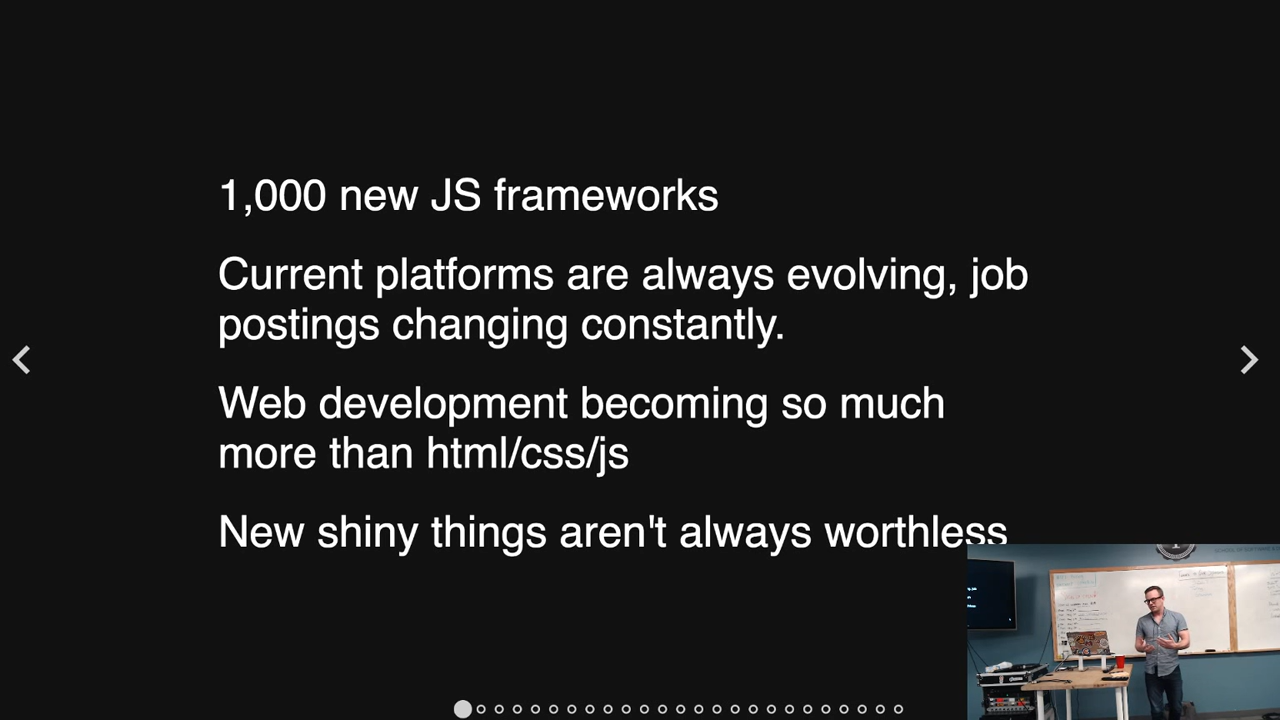 1,000 new JS frameworks
Current platforms are always evolving, job
postings changing constantly.
Web development becoming so much
more than html/css/js
New shiny things aren't always worthless